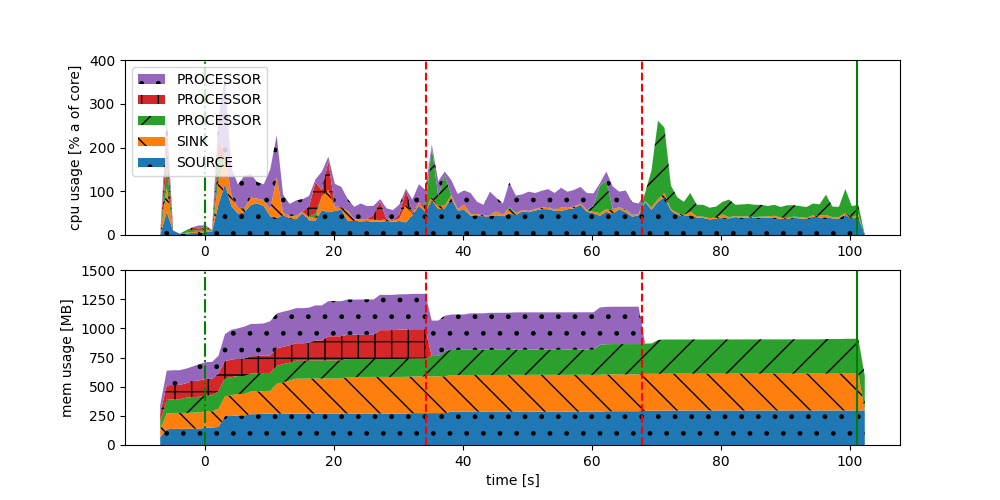 400
300
200
100
0
cpu usage [% a of core]
PROCESSOR
PROCESSOR
PROCESSOR
SINK
SOURCE
0 20 40 60 80 100
1500
1250
1000
750
500
250
0
mem usage [MB]
0 20 40 60 80 100
time [s]